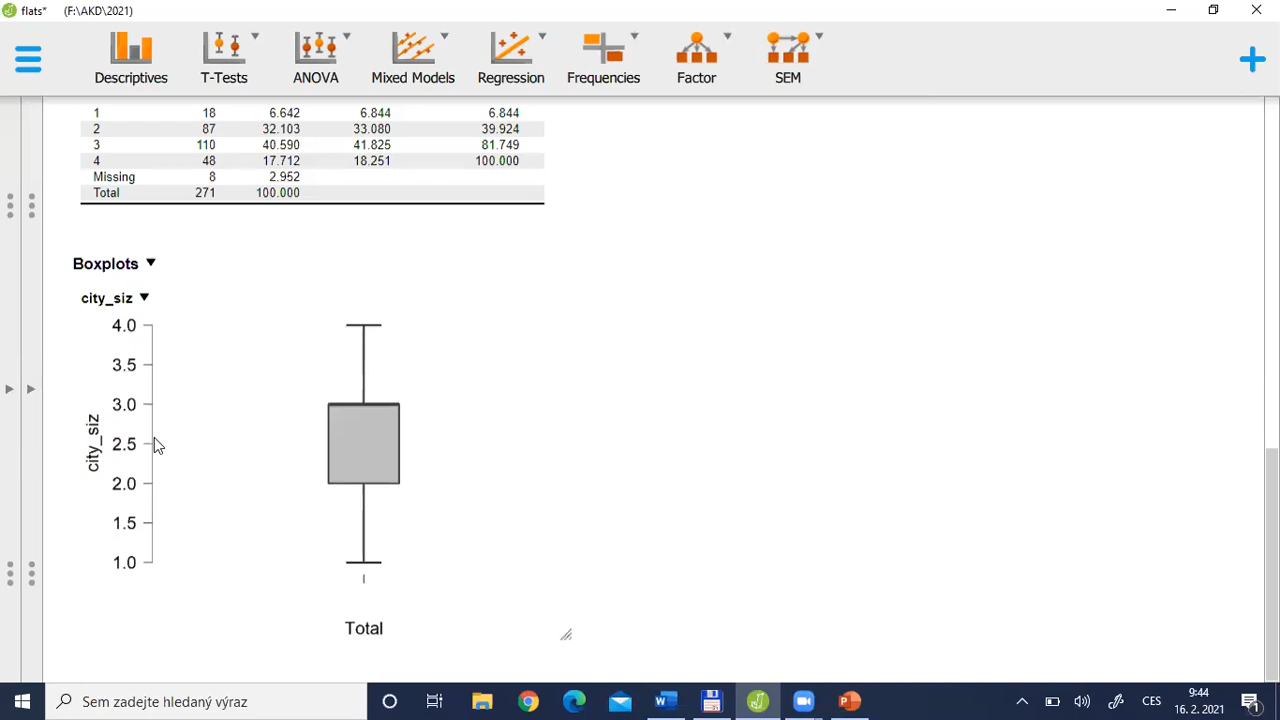 flats* (F:\AKD\2021)
Descriptives T-Tests ANOVA Mixed Models Regression Frequencies Factor SEM
1 18 6.642 6.844 6.844
2 87 32.103 33.080 39.924
3 110 40.590 41.825 81.749
4 48 17.712 18.251 100.000
Missing 8 2.952
Total 271 100.000
Boxplots
city_siz
4.0
3.5
3.0
2.5
2.0
1.5
1.0
city_siz
Total
Sem zadejte hledaný výraz
CES
9:44
16. 2. 2021
1